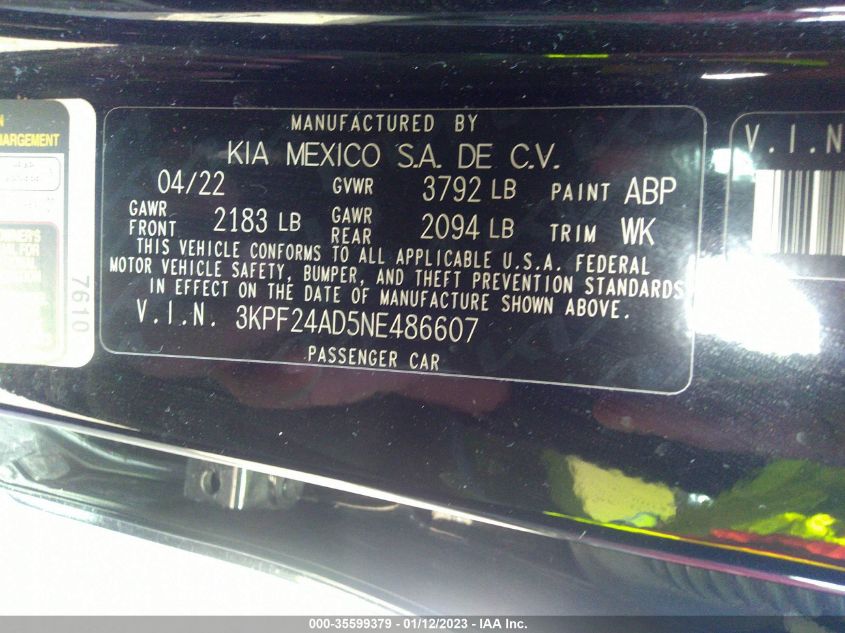 MANUFACTURED BY
KIA MEXICO S.A. DE C.V.
04/22 GVWR 3792 LB PAINT ABP
GAWR FRONT 2183 LB GAWR REAR 2094 LB TRIM WK
THIS VEHICLE CONFORMS TO ALL APPLICABLE U.S.A. FEDERAL
MOTOR VEHICLE SAFETY, BUMPER, AND THEFT PREVENTION STANDARDS
IN EFFECT ON THE DATE OF MANUFACTURE SHOWN ABOVE.
V.I.N. 3KPF24AD5NE486607
PASSENGER CAR
7610
V.I.N
000-35599379 - 01/12/2023 - IAA Inc.